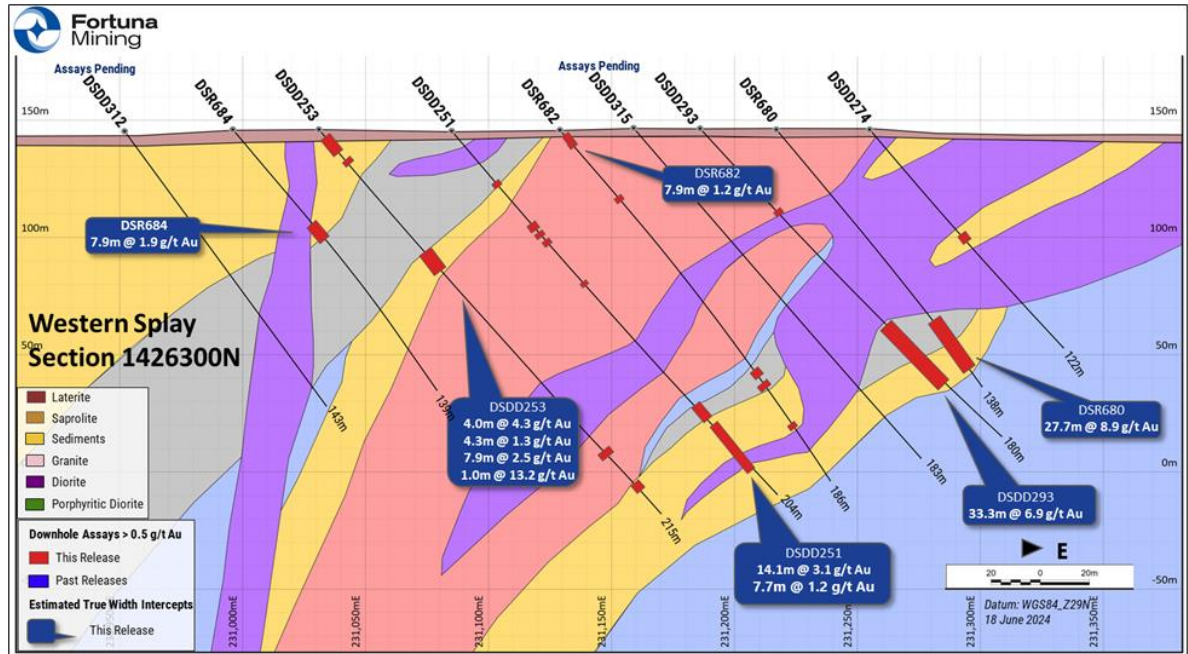 Fortuna
Mining
Assays Pending
Assays Pending
DSDD312
DSR684
DSDD253
DSDD251
DSR682
DSDD315
DSDD293
DSR680
DSDD274
150m
150m
DSR682
7.9m @ 1.2 g/t Au
DSR684
7.9m @ 1.9 g/t Au
100m
100m
Western Splay
Section 1426300N
50m
50m
Laterite
Saprolite
Sediments
Granite
Diorite
Porphyritic Diorite
Downhole Assays > 0.5 g/t Au
This Release
Past Releases
Estimated True Width Intercepts
This Release
DSDD253
4.0m @ 4.3 g/t Au
4.3m @ 1.3 g/t Au
7.9m @ 2.5 g/t Au
1.0m @ 13.2 g/t Au
DSR680
27.7m @ 8.9 g/t Au
DSDD293
33.3m @ 6.9 g/t Au
DSDD251
14.1m @ 3.1 g/t Au
7.7m @ 1.2 g/t Au
143m
139m
215m
204m
186m
183m
180m
138m
122m
0m
-50m
E
20 0 20m
Datum: WGS84_Z29N
18 June 2024
231,000mE
231,050mE
231,100mE
231,150mE
231,200mE
231,250mE
231,300mE
231,350mE